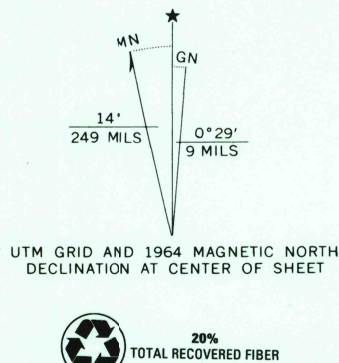 ★
MN
GN
14°
249 MILS
0°29'
9 MILS
UTM GRID AND 1964 MAGNETIC NORTH
DECLINATION AT CENTER OF SHEET
20%
TOTAL RECOVERED FIBER